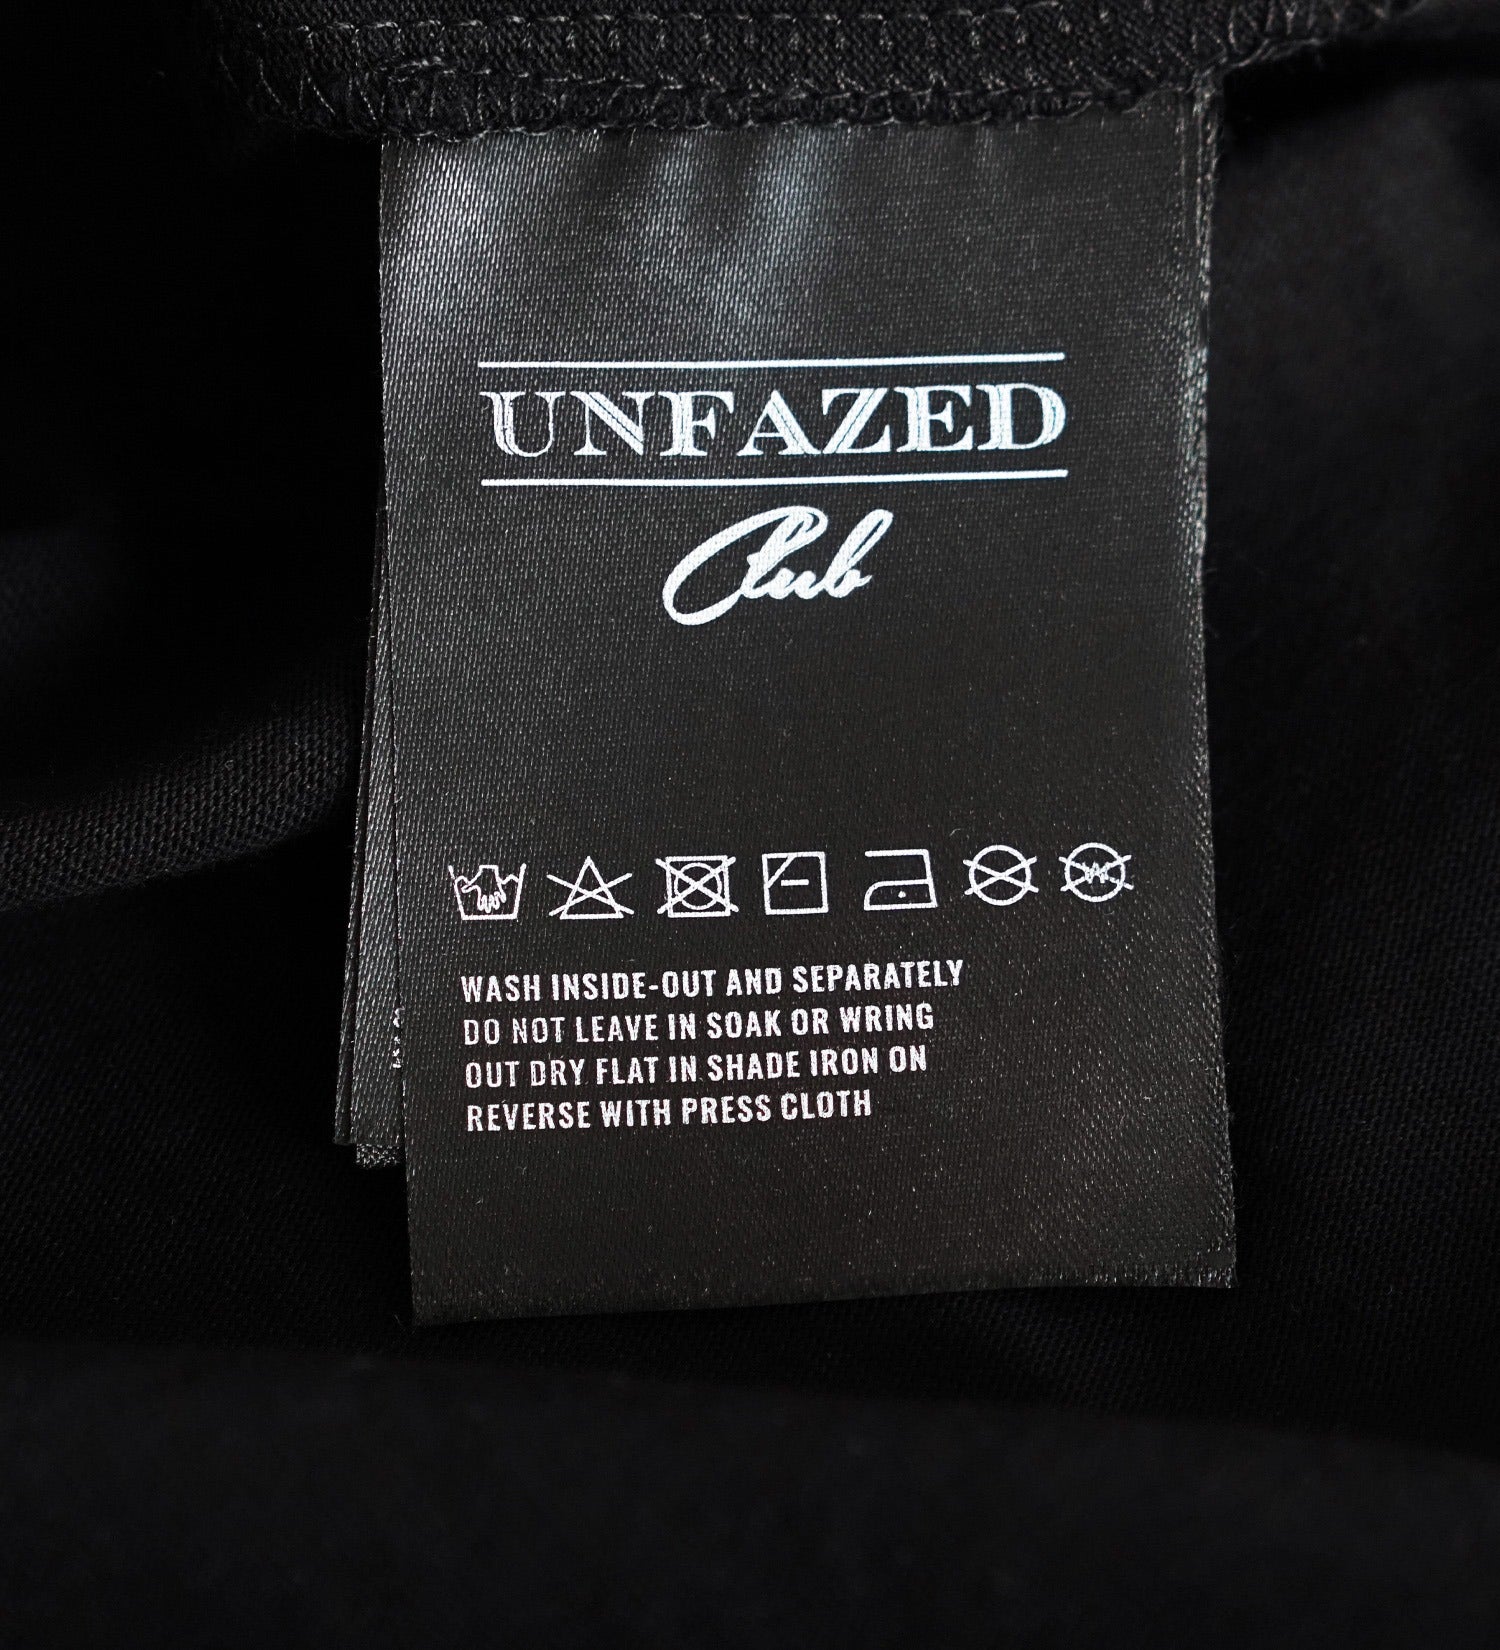 UNFAZED
Club
WASH INSIDE-OUT AND SEPARATELY
DO NOT LEAVE IN SOAK OR WRING
OUT DRY FLAT IN SHADE IRON ON
REVERSE WITH PRESS CLOTH